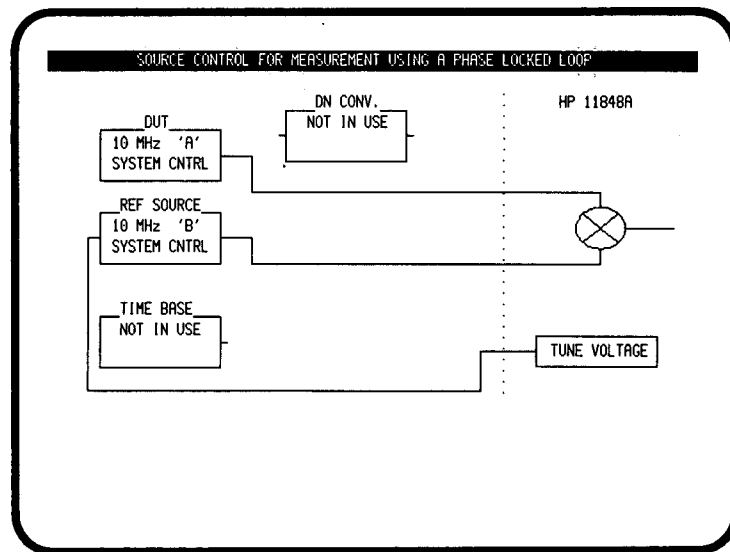 SOURCE CONTROL FOR MEASUREMENT USING A PHASE LOCKED LOOP
DN CONV.
NOT IN USE
HP 11848A
DUT
10 MHz 'A'
SYSTEM CNTRL
REF SOURCE
10 MHz 'B'
SYSTEM CNTRL
TIME BASE
NOT IN USE
TUNE VOLTAGE